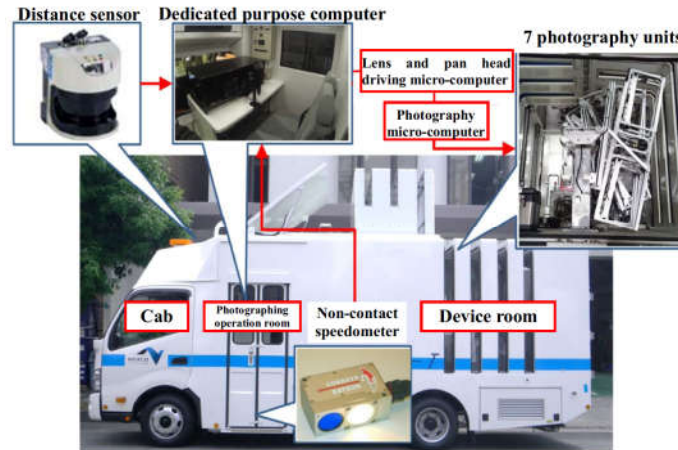 Distance sensor
Dedicated purpose computer
7 photography units
Lens and pan head
driving micro-computer
Photography
micro-computer
Cab
Photographing
operation room
Non-contact
speedometer
Device room